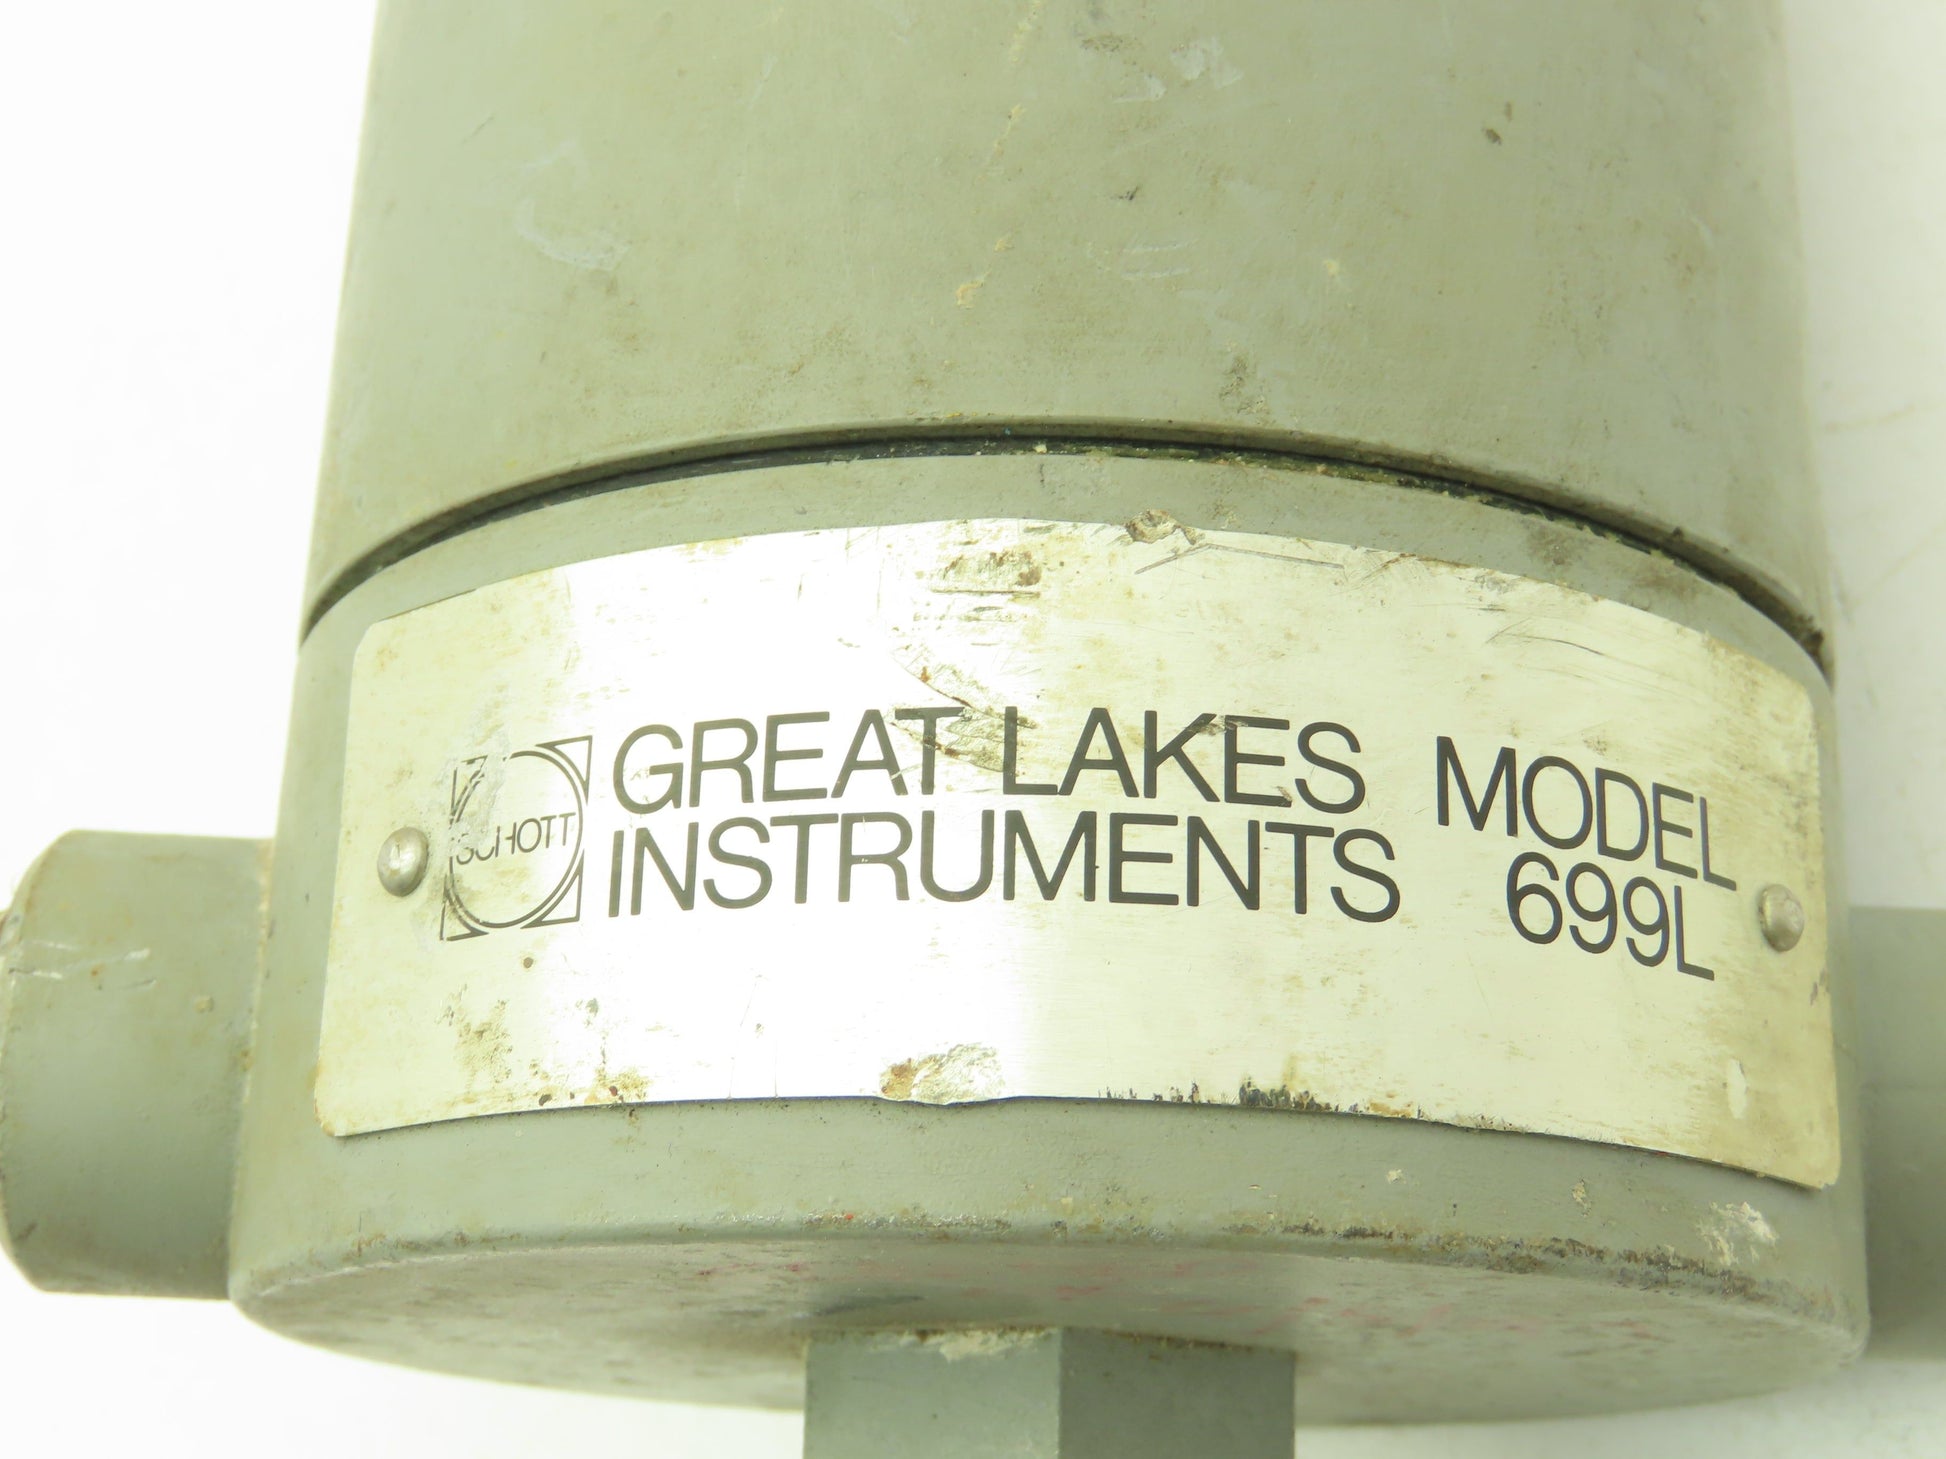 SCHOTT
GREAT LAKES
INSTRUMENTS
MODEL
699L